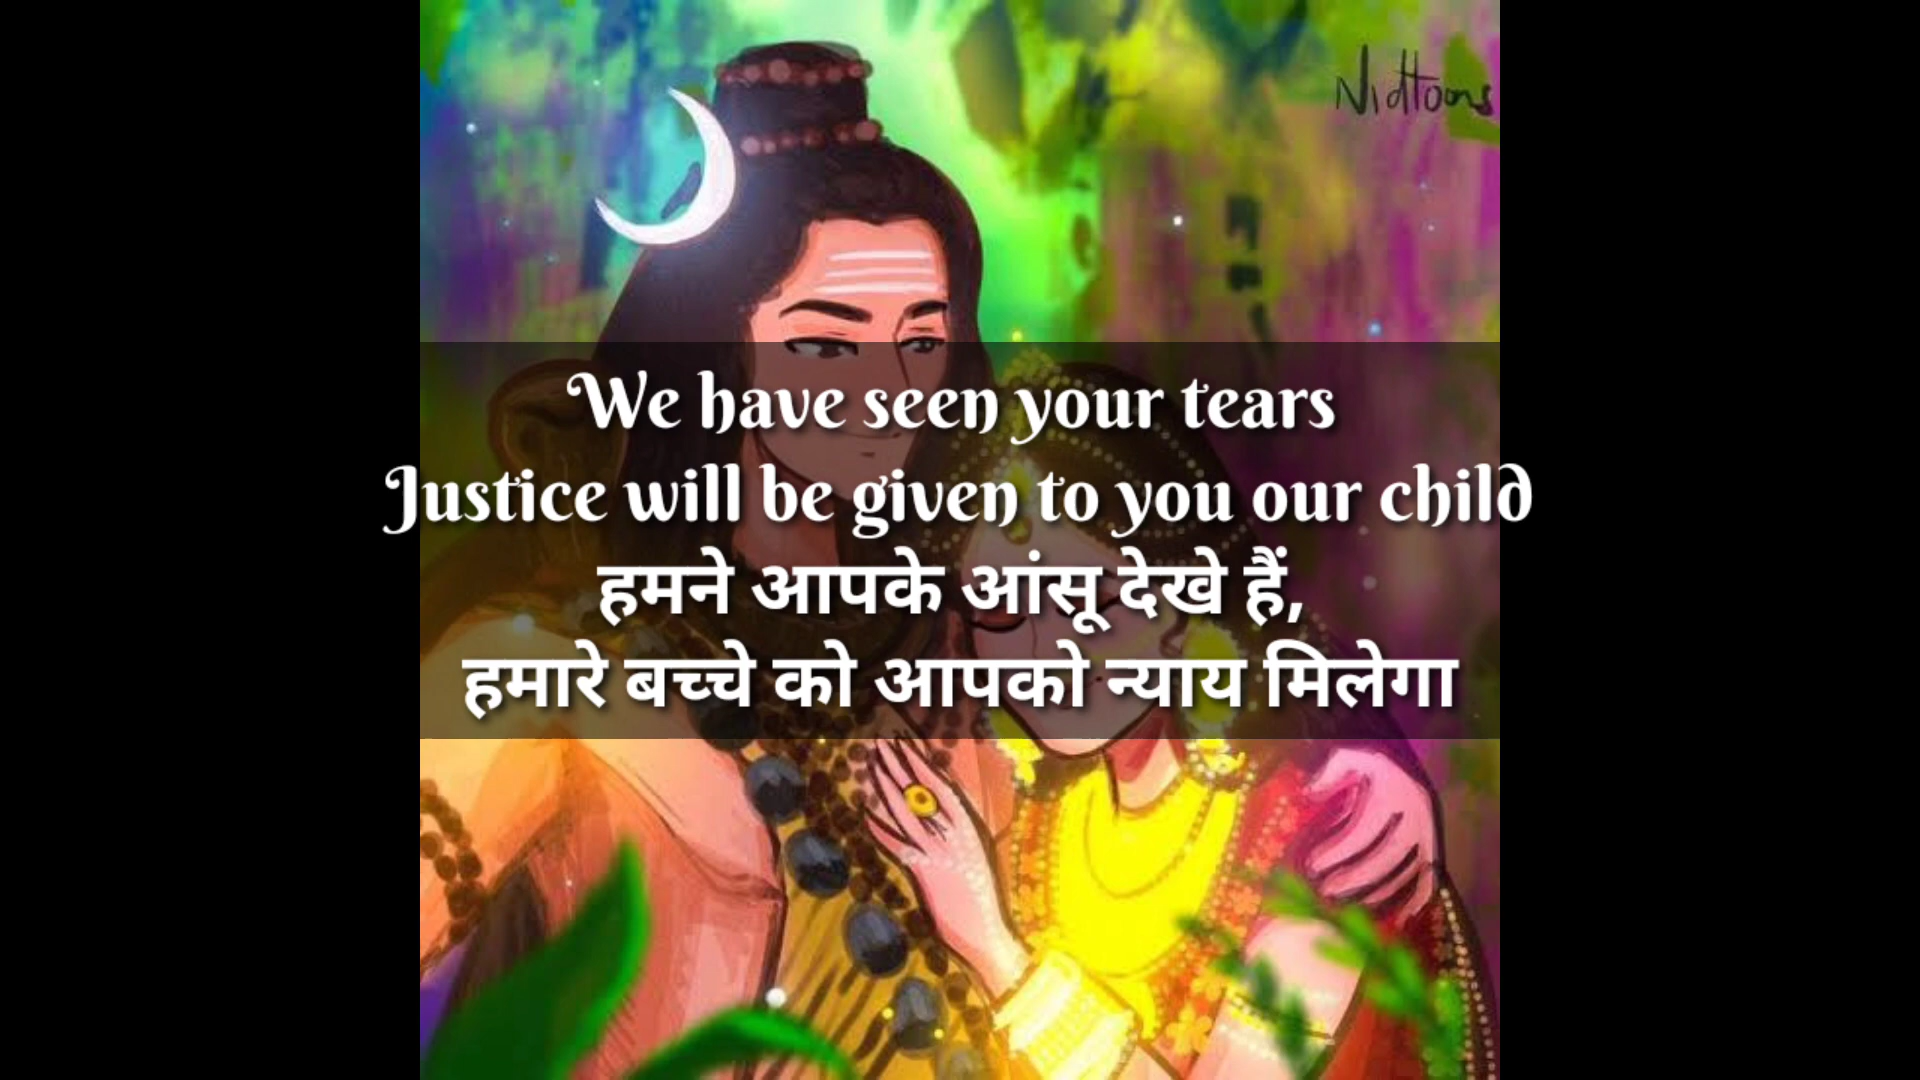 Nidtoons
We have seen your tears
Justice will be given to you our child
हमने आपके आंसू देखे हैं,
हमारे बच्चे को आपको न्याय मिलेगा